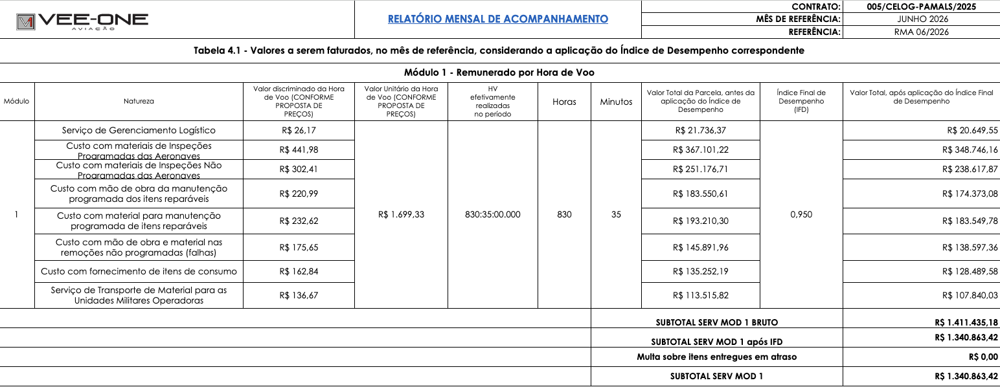 VEE-ONE
AVIAÇÃO
RELATÓRIO MENSAL DE ACOMPANHAMENTO
CONTRATO: 005/CELOG-PAMALS/2025
MÊS DE REFERÊNCIA: JUNHO 2026
REFERÊNCIA: RMA 06/2026
Tabela 4.1 - Valores a serem faturados, no mês de referência, considerando a aplicação do Índice de Desempenho correspondente
Módulo 1 - Remunerado por Hora de Voo
Módulo
Natureza
Valor discriminado da Hora
de Voo (CONFORME
PROPOSTA DE
PREÇOS)
Valor Unitário da Hora
de Voo (CONFORME
PROPOSTA DE
PREÇOS)
HV
efetivamente
realizadas
no período
Horas
Minutos
Valor Total da Parcela, antes da
aplicação do Índice de
Desempenho
Índice Final de
Desempenho
(IFD)
Valor Total, após aplicação do Índice Final
de Desempenho
Serviço de Gerenciamento Logístico R$ 26,17 R$ 21.736,37 R$ 20.649,55
Custo com materiais de Inspeções
Programadas das Aeronaves
R$ 441,98 R$ 367.101,22 R$ 348.746,16
Custo com materiais de Inspeções Não
Programadas das Aeronaves
R$ 302,41 R$ 251.176,71 R$ 238.617,87
Custo com mão de obra da manutenção
programada dos itens reparáveis
R$ 220,99 R$ 183.550,61 R$ 174.373,08
1 R$ 1.699,33 830:35:00.000 830 35 0,950
Custo com material para manutenção
programada de itens reparáveis
R$ 232,62 R$ 193.210,30 R$ 183.549,78
Custo com mão de obra e material nas
remoções não programadas (falhas)
R$ 175,65 R$ 145.891,96 R$ 138.597,36
Custo com fornecimento de itens de consumo R$ 162,84 R$ 135.252,19 R$ 128.489,58
Serviço de Transporte de Material para as
Unidades Militares Operadoras
R$ 136,67 R$ 113.515,82 R$ 107.840,03
SUBTOTAL SERV MOD 1 BRUTO R$ 1.411.435,18
SUBTOTAL SERV MOD 1 após IFD R$ 1.340.863,42
Multa sobre itens entregues em atraso R$ 0,00
SUBTOTAL SERV MOD 1 R$ 1.340.863,42